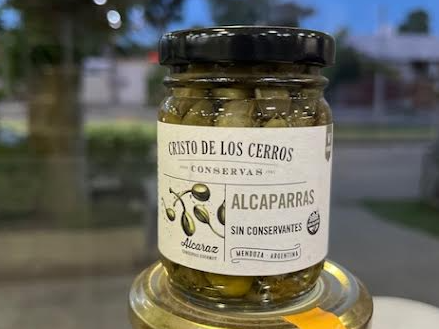 CRISTO DE LOS CERROS
CONSERVAS
ALCAPARRAS
SIN CONSERVANTES
Alcaraz
MENDOZA - ARGENTINA